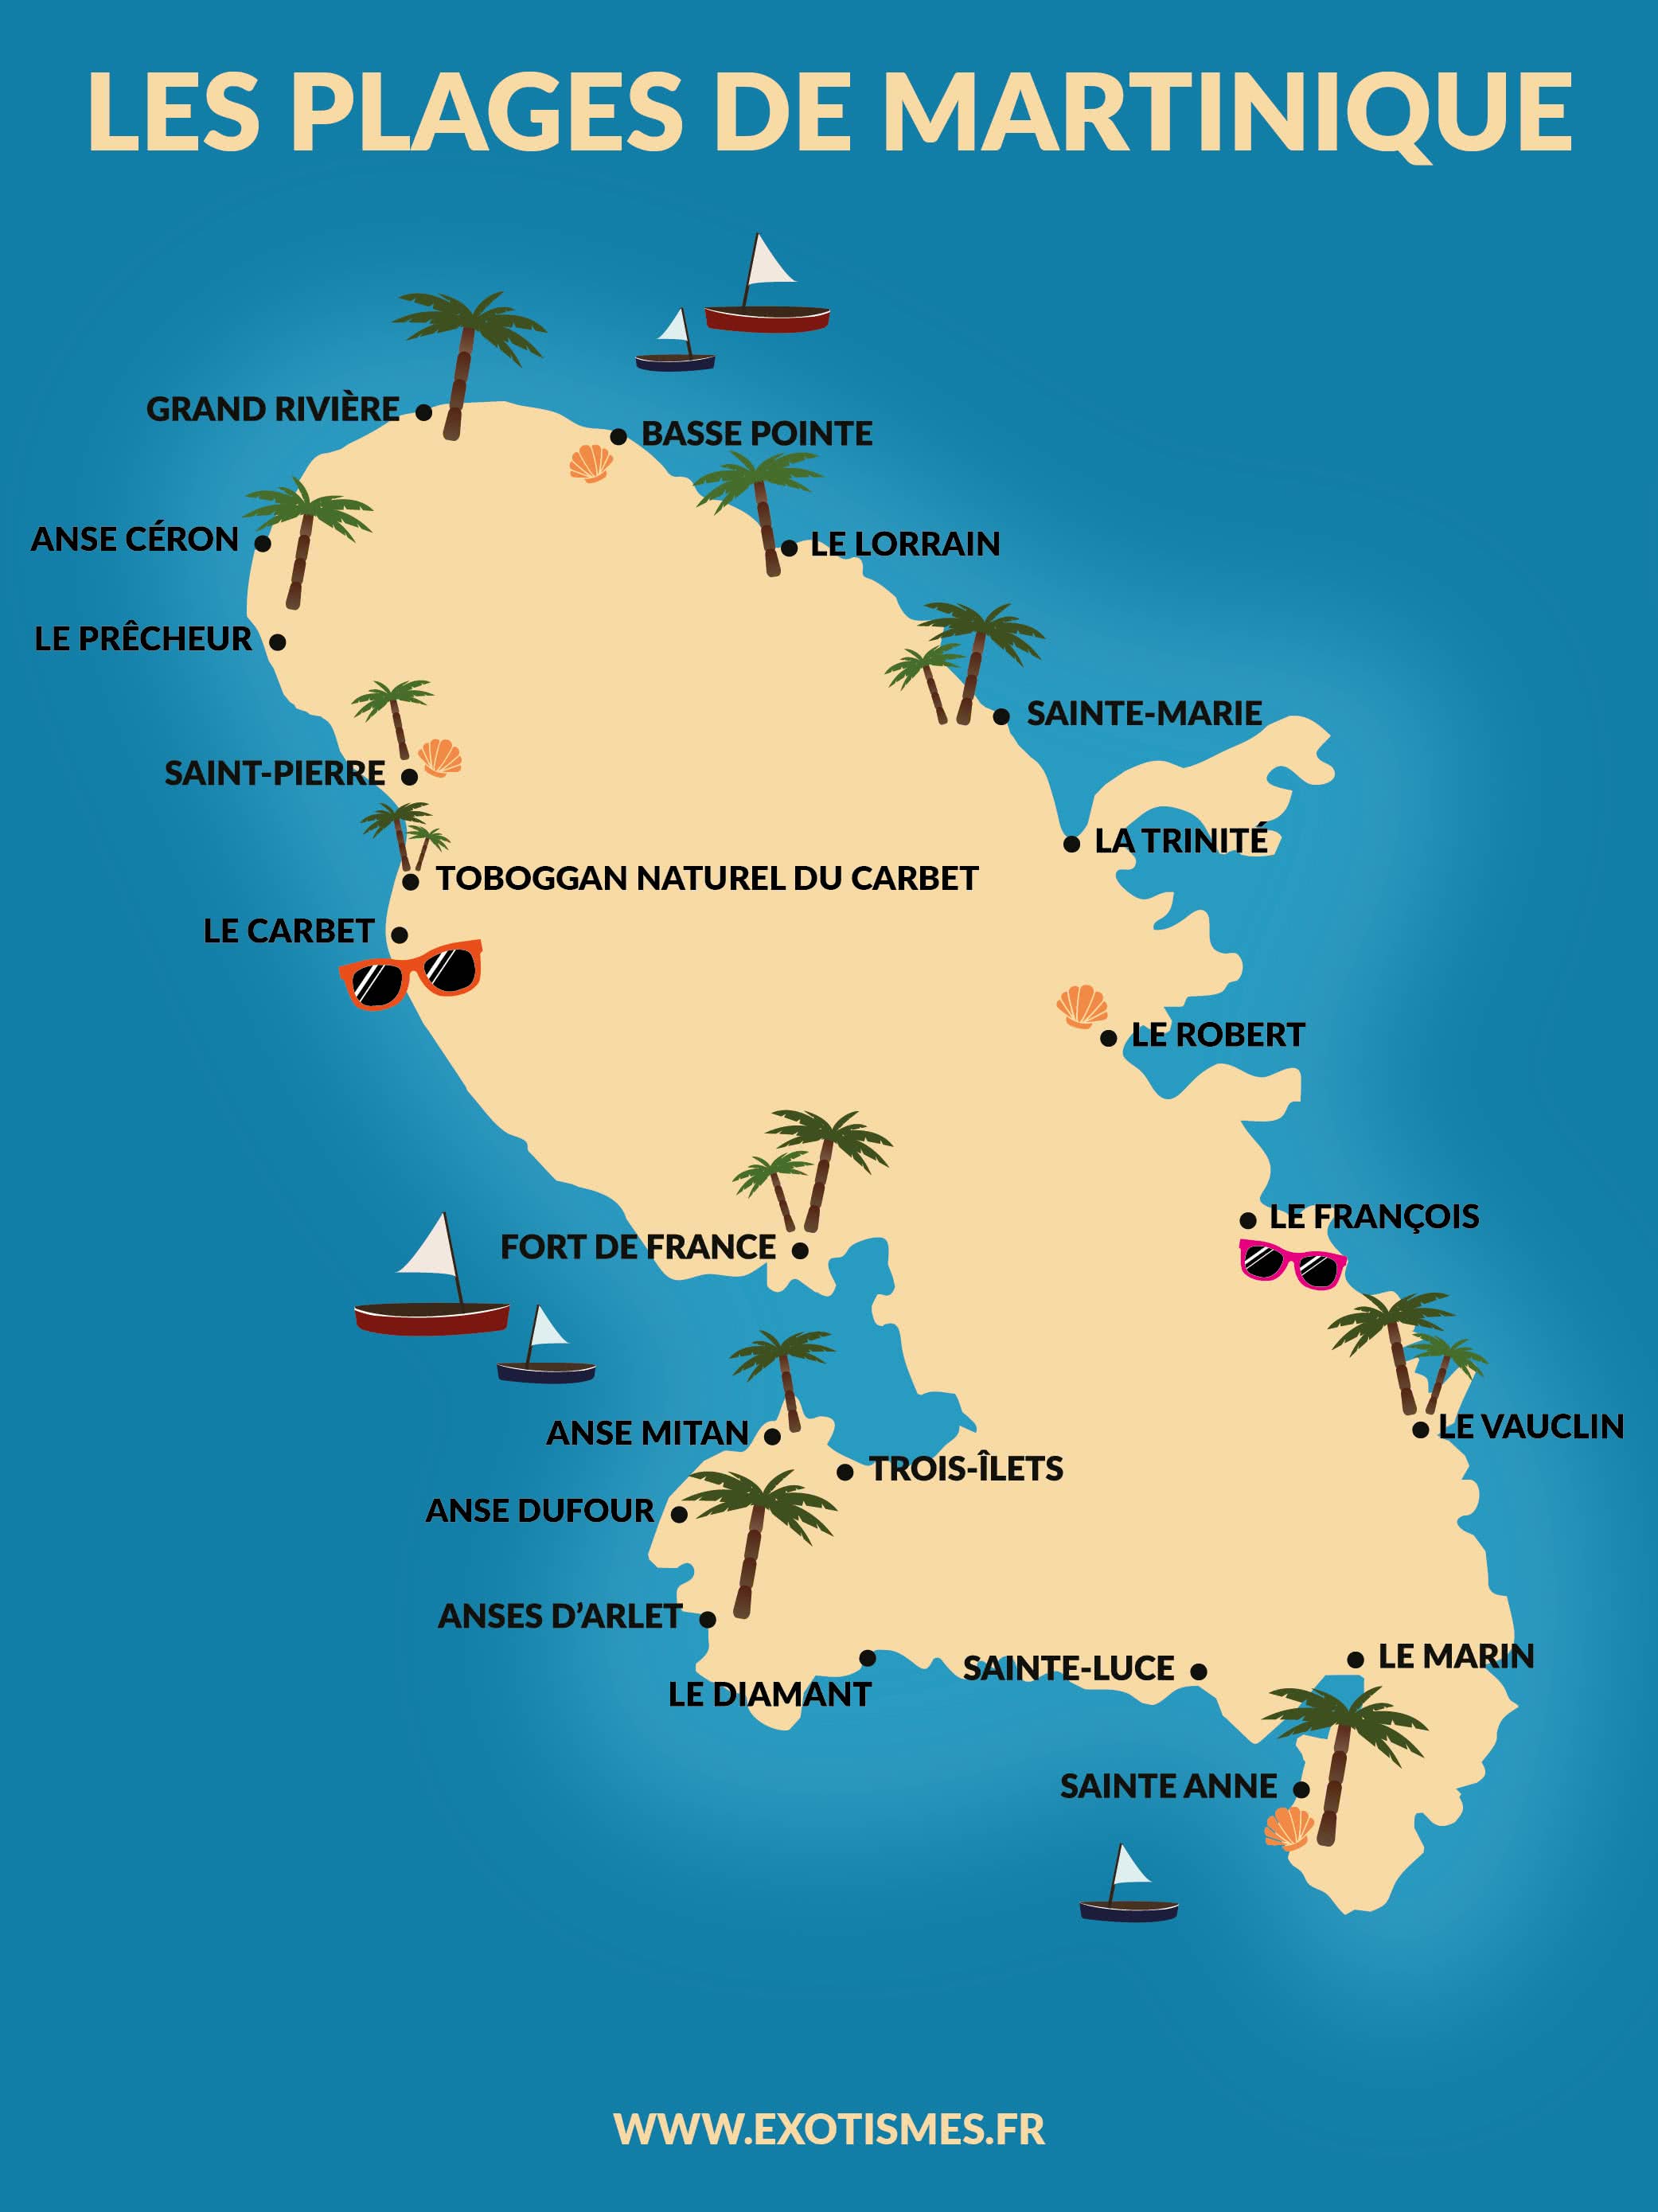 LES PLAGES DE MARTINIQUE
GRAND RIVIÈRE
BASSE POINTE
ANSE CÉRON
LE LORRAIN
LE PRÊCHEUR
SAINTE-MARIE
SAINT-PIERRE
LA TRINITÉ
TOBOGGAN NATUREL DU CARBET
LE CARBET
LE ROBERT
LE FRANÇOIS
FORT DE FRANCE
LE VAUCLIN
ANSE MITAN
TROIS-ÎLETS
ANSE DUFOUR
ANSES D'ARLET
LE MARIN
SAINTE-LUCE
LE DIAMANT
SAINTE ANNE
WWW.EXOTISMES.FR